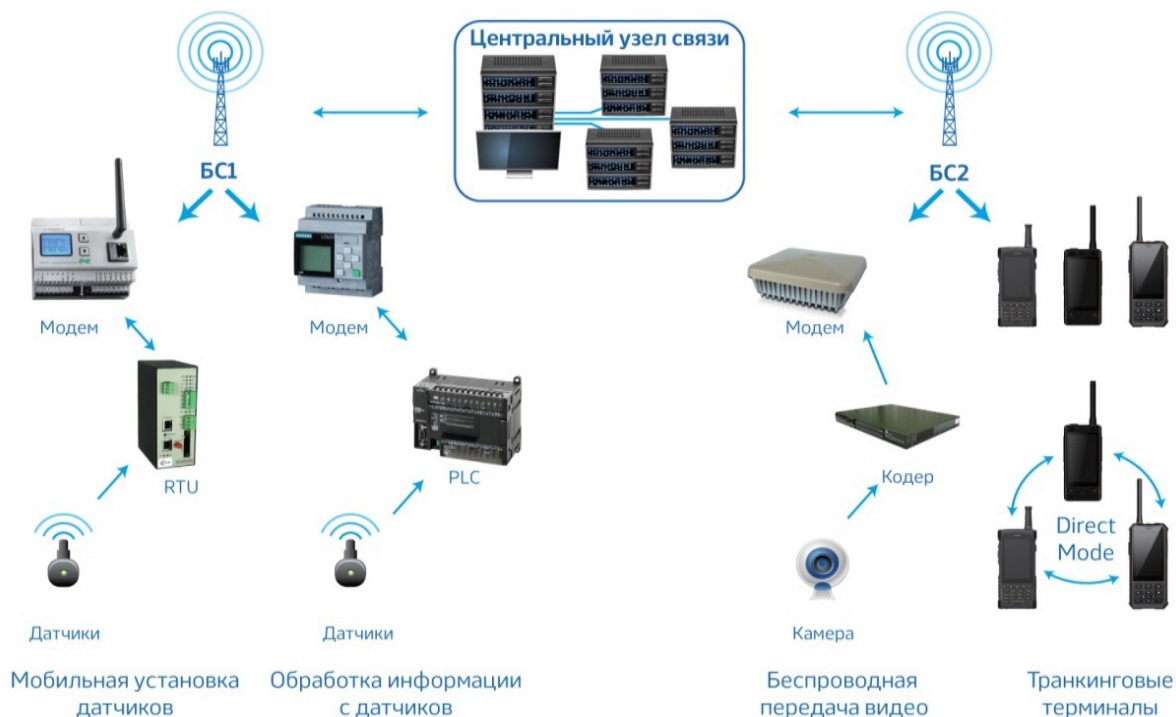 Центральный узел связи
БС1
БС2
Модем
Модем
Модем
RTU
PLC
Кодер
Direct
Mode
Датчики
Датчики
Камера
Мобильная установка
датчиков
Обработка информации
с датчиков
Беспроводная
передача видео
Транкинговые
терминалы